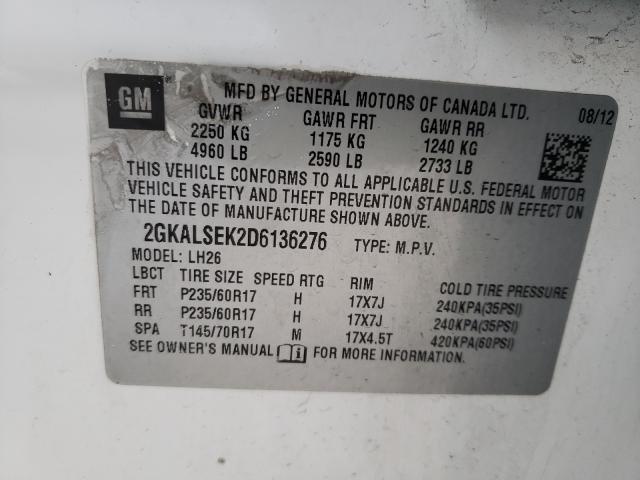 GM
MFD BY GENERAL MOTORS OF CANADA LTD. 08/12
GVWR GAWR FRT GAWR RR
2250 KG 1175 KG 1240 KG
4960 LB 2590 LB 2733 LB
THIS VEHICLE CONFORMS TO ALL APPLICABLE U.S. FEDERAL MOTOR
VEHICLE SAFETY AND THEFT PREVENTION STANDARDS IN EFFECT ON
THE DATE OF MANUFACTURE SHOWN ABOVE.
2GKALSEK2D6136276 TYPE: M.P.V.
MODEL: LH26
LBCT TIRE SIZE SPEED RTG RIM COLD TIRE PRESSURE
FRT P235/60R17 H 17X7J 240KPA(35PSI)
RR P235/60R17 H 17X7J 240KPA(35PSI)
SPA T145/70R17 M 17X4.5T 420KPA(60PSI)
SEE OWNER'S MANUAL FOR MORE INFORMATION.